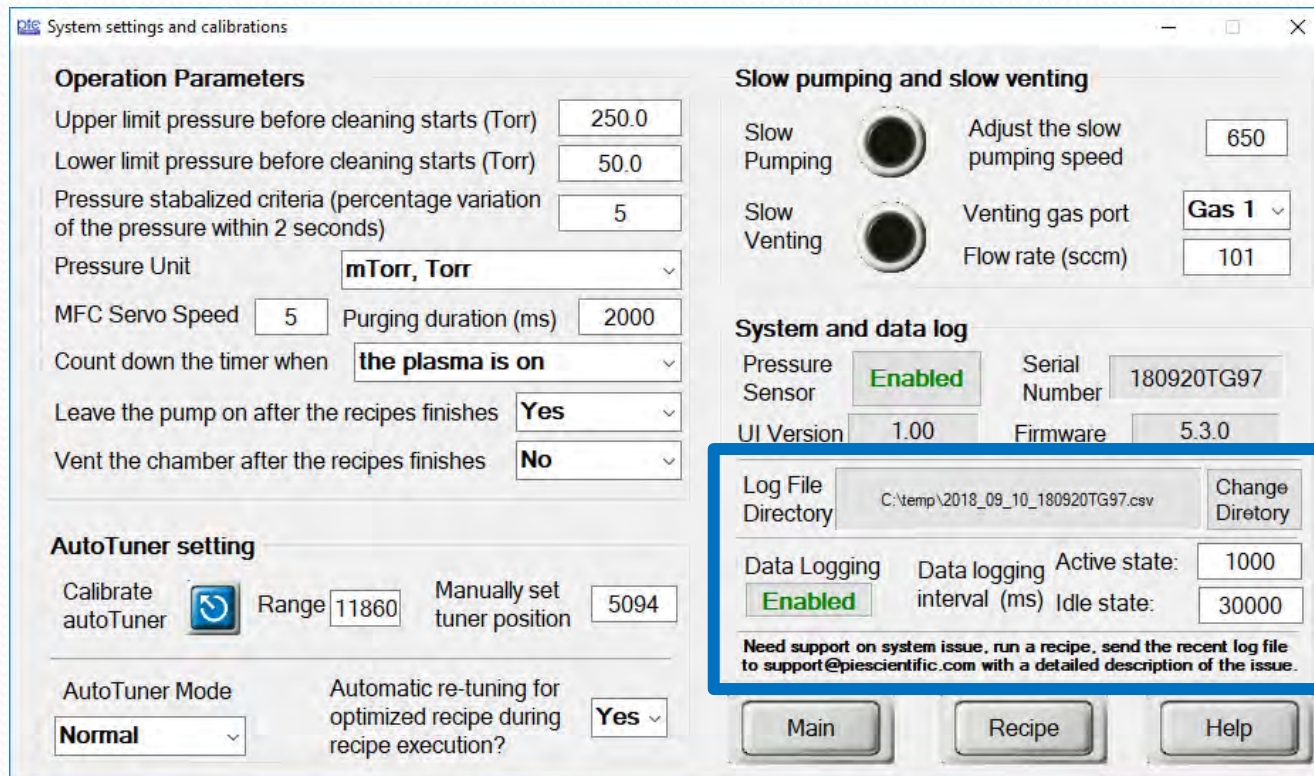 pie System settings and calibrations
Operation Parameters
Upper limit pressure before cleaning starts (Torr) 250.0
Lower limit pressure before cleaning starts (Torr) 50.0
Pressure stabalized criteria (percentage variation
of the pressure within 2 seconds) 5
Pressure Unit mTorr, Torr
MFC Servo Speed 5 Purging duration (ms) 2000
Count down the timer when the plasma is on
Leave the pump on after the recipes finishes Yes
Vent the chamber after the recipes finishes No
AutoTuner setting
Calibrate
autoTuner Range 11860 Manually set
tuner position 5094
AutoTuner Mode
Normal
Automatic re-tuning for
optimized recipe during
recipe execution? Yes
Slow pumping and slow venting
Slow
Pumping
Adjust the slow
pumping speed 650
Slow
Venting
Venting gas port Gas 1
Flow rate (sccm) 101
System and data log
Pressure
Sensor Enabled
Serial
Number 180920TG97
UI Version 1.00 Firmware 5.3.0
Log File
Directory C:\temp\2018_09_10_180920TG97.csv
Change
Diretory
Data Logging
Enabled
Data logging
interval (ms)
Active state: 1000
Idle state: 30000
Need support on system issue, run a recipe, send the recent log file
to support@piescientific.com with a detailed description of the issue.
Main Recipe Help